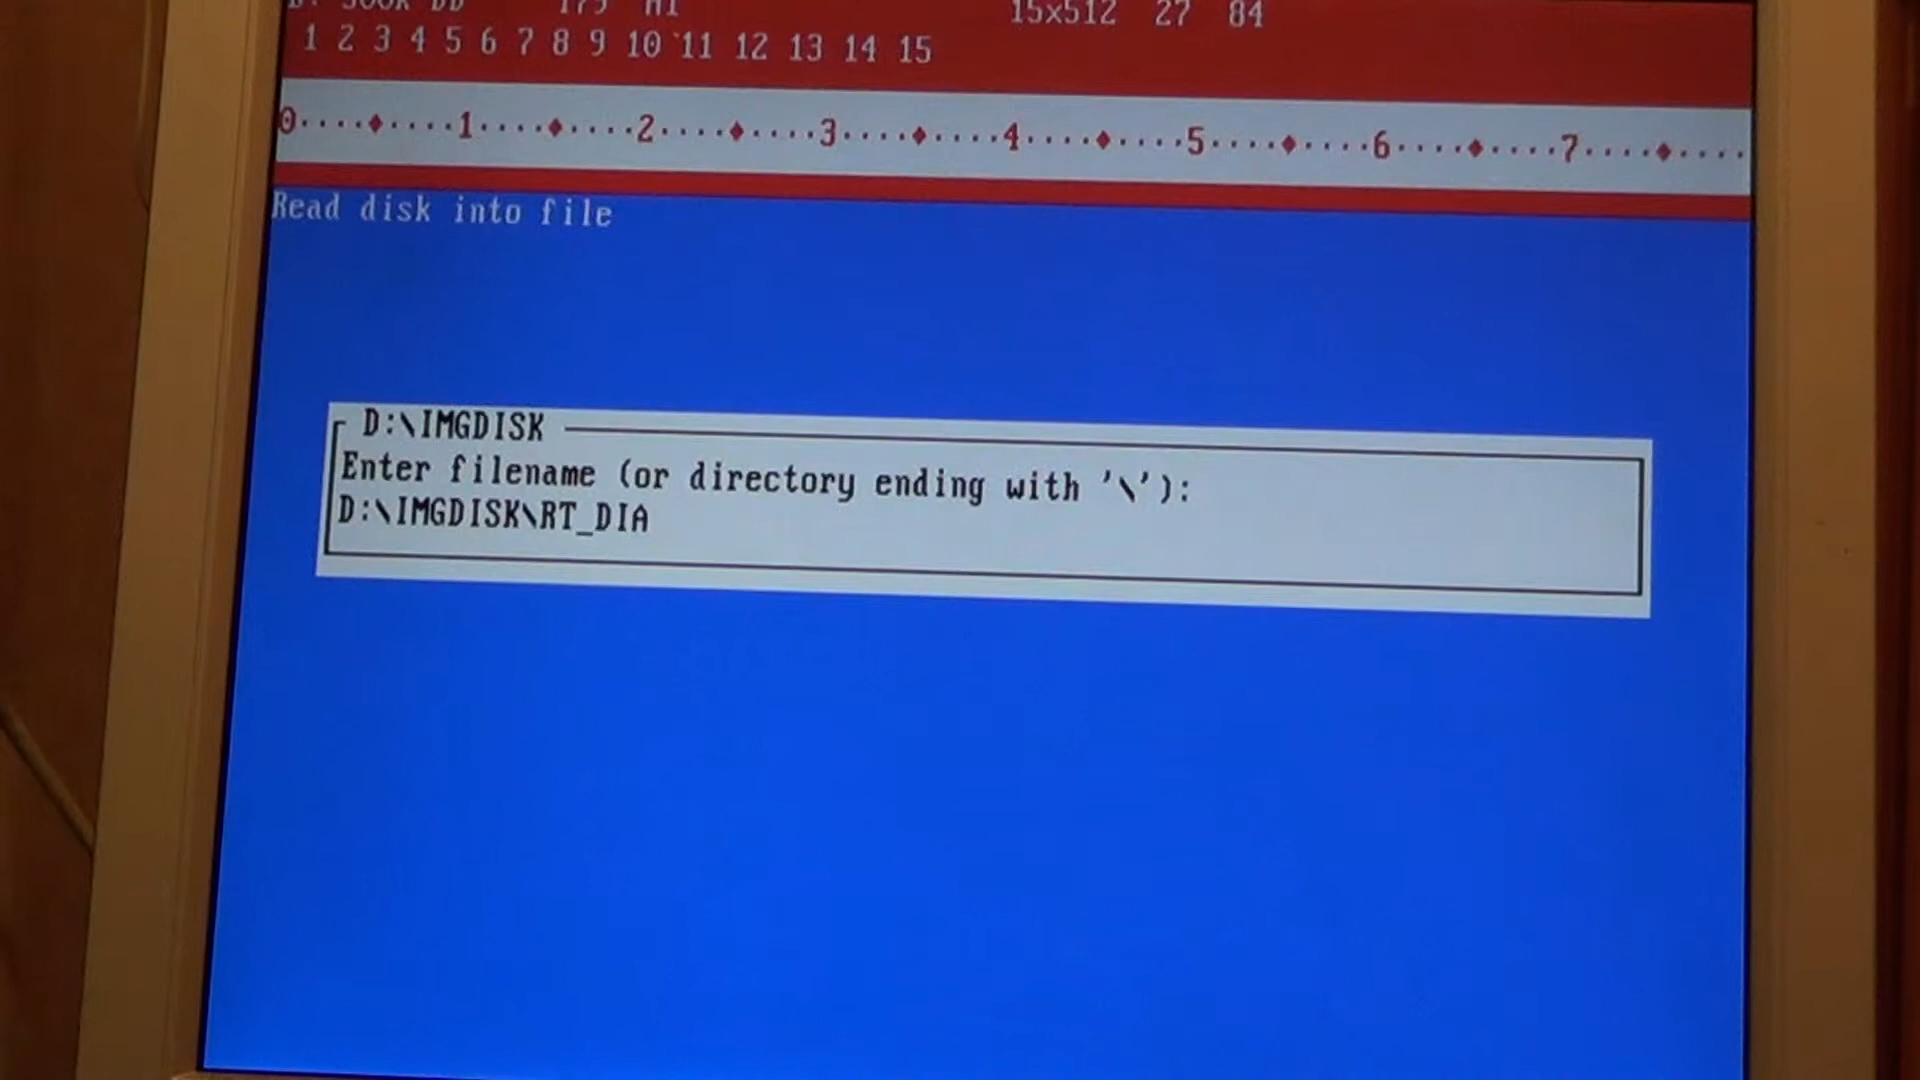 15x512 27 84
1 2 3 4 5 6 7 8 9 10 11 12 13 14 15
0····♦····1····♦····2····♦····3····♦····4····♦····5····♦····6····♦····7····♦····
Read disk into file
D:\IMGDISK
Enter filename (or directory ending with '\'):
D:\IMGDISK\RT_DIA